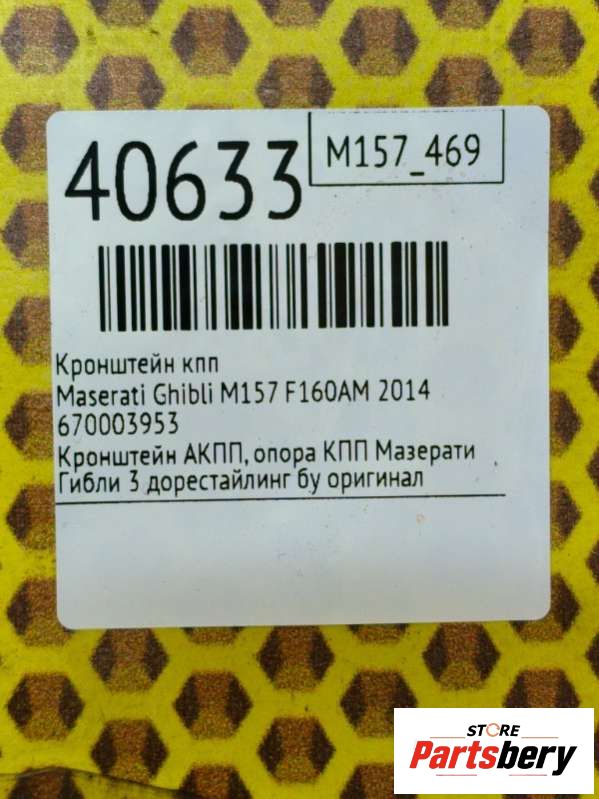 40633
M157_469
Кронштейн кпп
Maserati Ghibli M157 F160AM 2014
670003953
Кронштейн АКПП, опора КПП Мазерати
Гибли 3 дорестайлинг бу оригинал
STORE
Partsbery